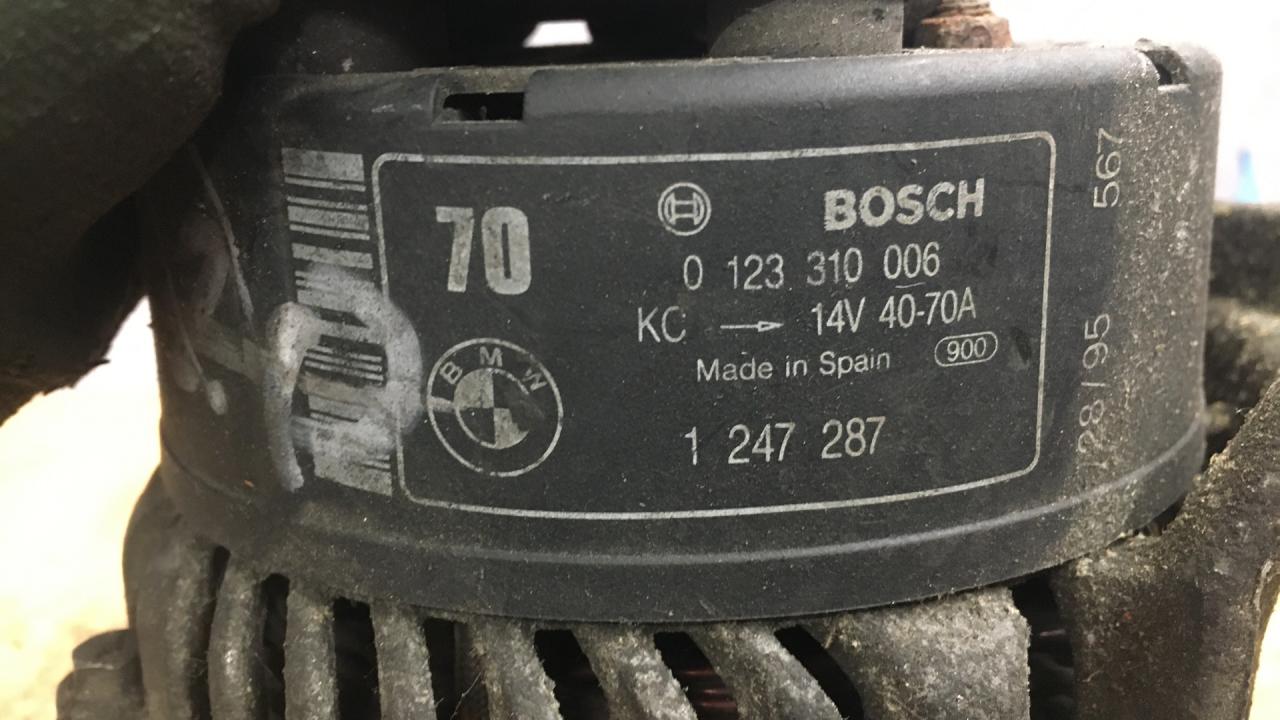 70
BOSCH
0 123 310 006
KC → 14V 40-70A
Made in Spain 900
BMW
1 247 287
28/95 567